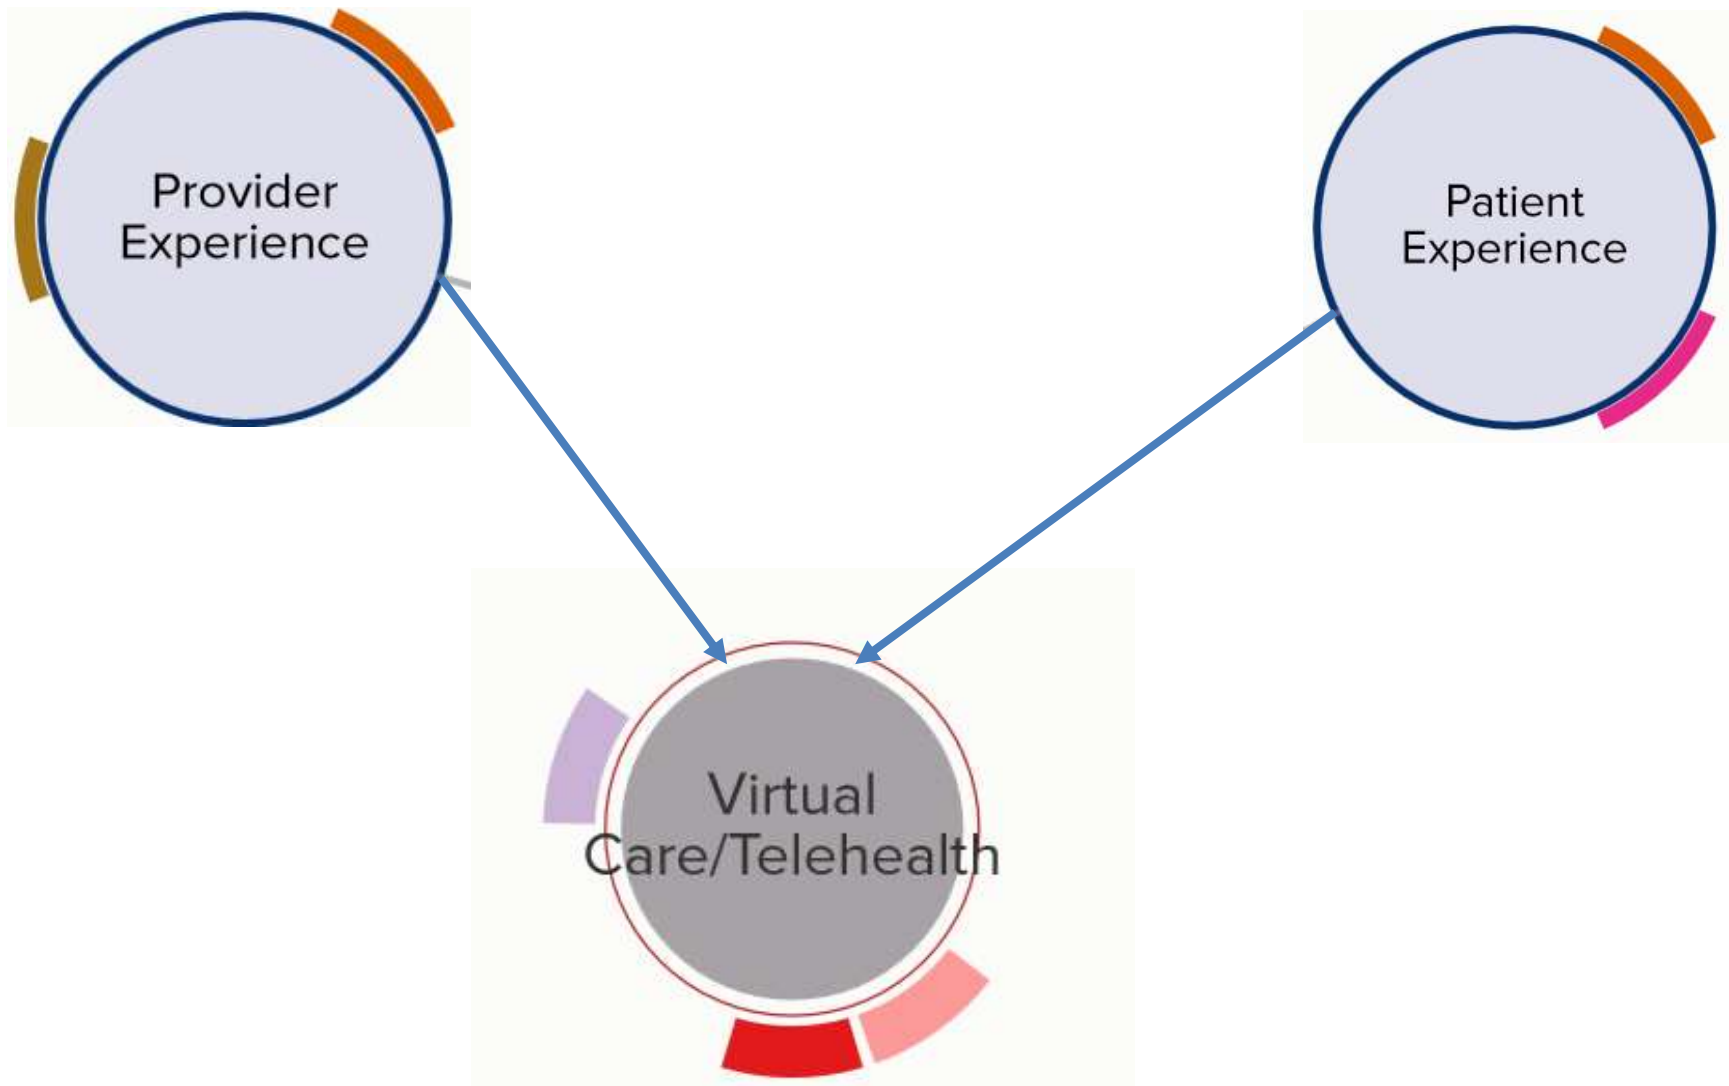 Provider
Experience
Patient
Experience
Virtual
Care/Telehealth